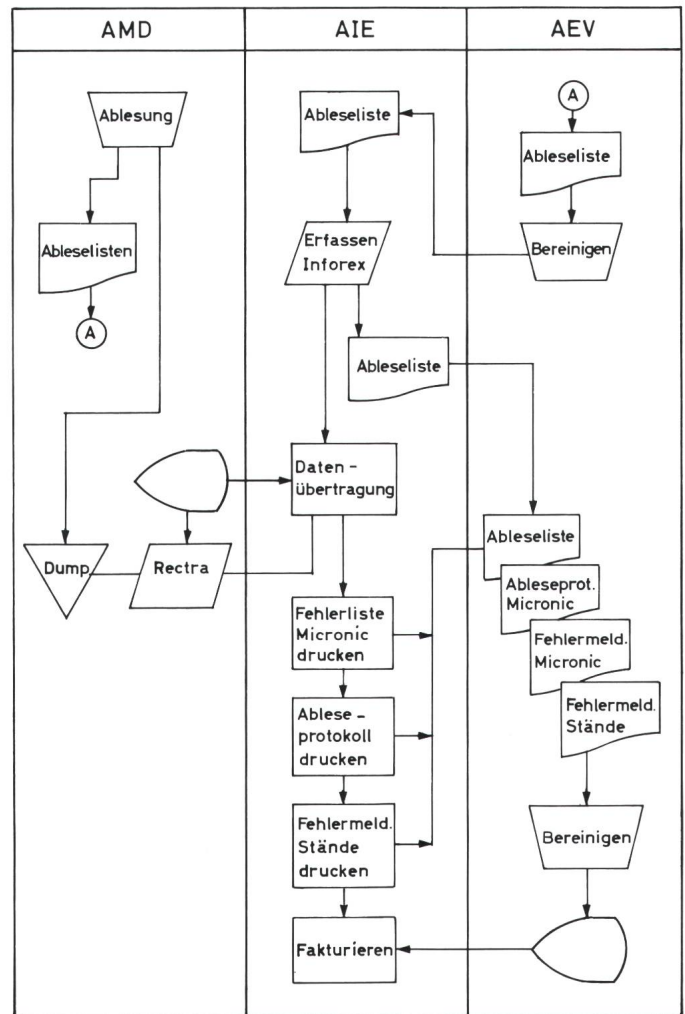 AMD
AIE
AEV
Ablesung
Ableselisten
A
Dump
Rectra
Ableseliste
Erfassen
Inforex
Ableseliste
Daten-
übertragung
Fehlerliste
Micronic
drucken
Ablese-
protokoll
drucken
Fehlermeld.
Stände
drucken
Fakturieren
A
Ableseliste
Bereinigen
Ableseliste
Ableseprot.
Micronic
Fehlermeld.
Micronic
Fehlermeld.
Stände
Bereinigen